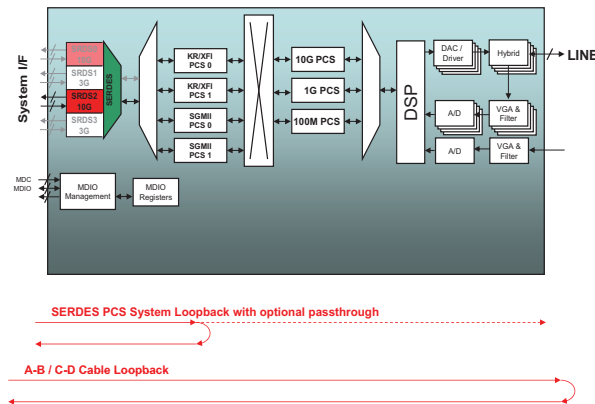 System I/F
SRDS0
10G
SRDS1
3G
SRDS2
10G
SRDS3
3G
SERDES
KR/XFI
PCS 0
KR/XFI
PCS 1
SGMII
PCS 0
SGMII
PCS 1
10G PCS
1G PCS
100M PCS
DSP
DAC /
Driver
Hybrid
LINE
A/D
VGA &
Filter
A/D
VGA &
Filter
MDC
MDIO
MDIO
Management
MDIO
Registers
SERDES PCS System Loopback with optional passthrough
A-B / C-D Cable Loopback